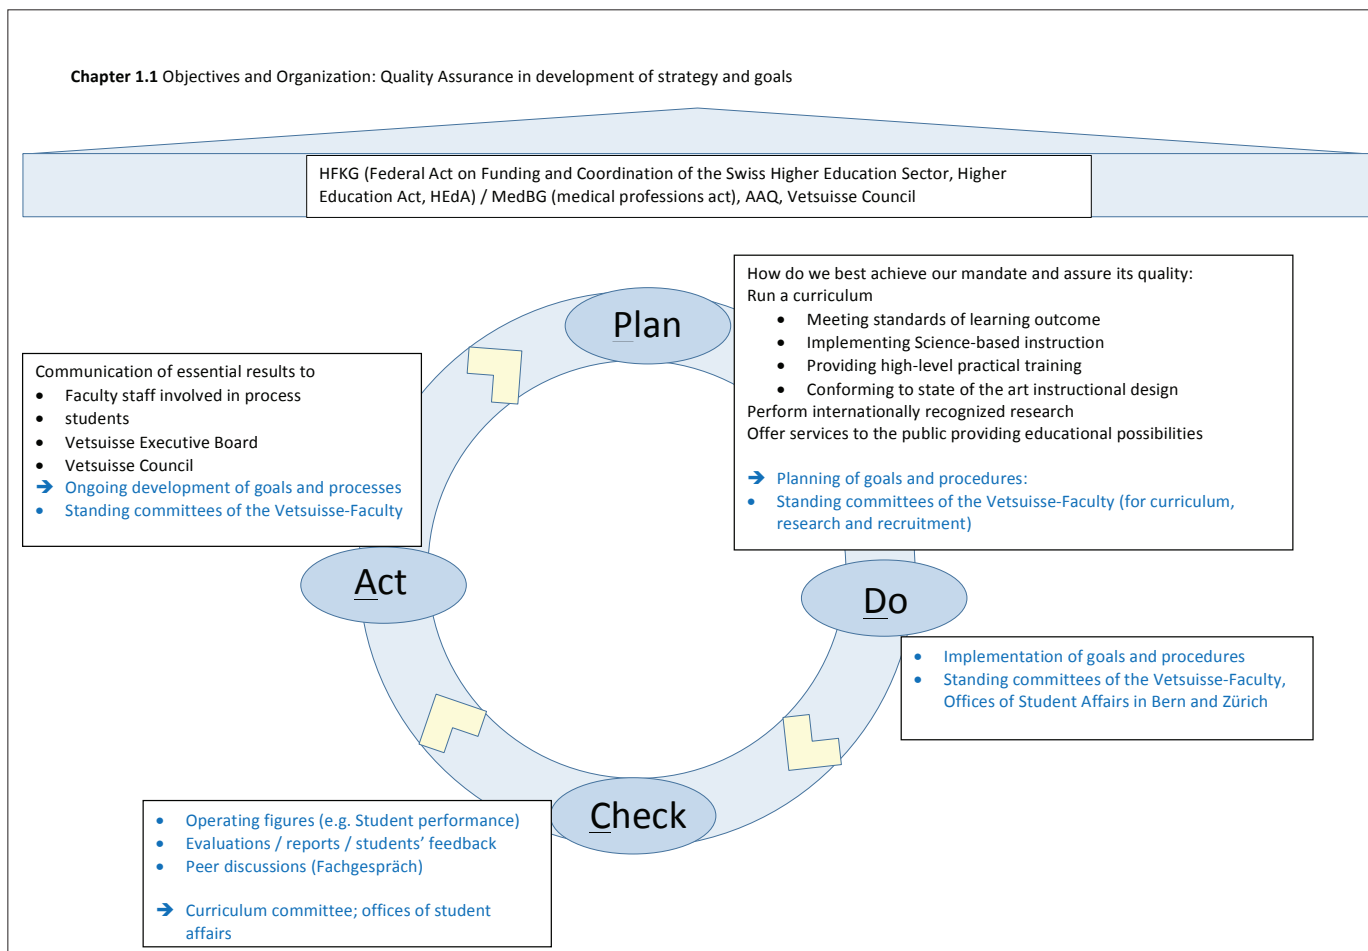 Chapter 1.1 Objectives and Organization: Quality Assurance in development of strategy and goals
HFKG (Federal Act on Funding and Coordination of the Swiss Higher Education Sector, Higher
Education Act, HEdA) / MedBG (medical professions act), AAQ, Vetsuisse Council
Plan
How do we best achieve our mandate and assure its quality:
Run a curriculum
• Meeting standards of learning outcome
• Implementing Science-based instruction
• Providing high-level practical training
• Conforming to state of the art instructional design
Perform internationally recognized research
Offer services to the public providing educational possibilities
➔ Planning of goals and procedures:
• Standing committees of the Vetsuisse-Faculty (for curriculum,
research and recruitment)
Do
• Implementation of goals and procedures
• Standing committees of the Vetsuisse-Faculty,
Offices of Student Affairs in Bern and Zürich
Check
• Operating figures (e.g. Student performance)
• Evaluations / reports / students’ feedback
• Peer discussions (Fachgespräch)
➔ Curriculum committee; offices of student
affairs
Act
Communication of essential results to
• Faculty staff involved in process
• students
• Vetsuisse Executive Board
• Vetsuisse Council
➔ Ongoing development of goals and processes
• Standing committees of the Vetsuisse-Faculty